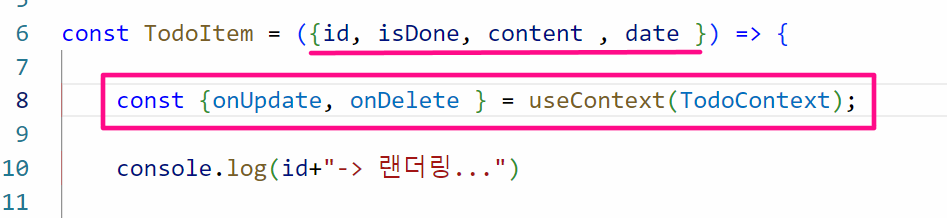 6 const TodoItem = ({id, isDone, content , date }) => {
7
8 const {onUpdate, onDelete } = useContext(TodoContext);
9
10 console.log(id+"-> 랜더링...")
11